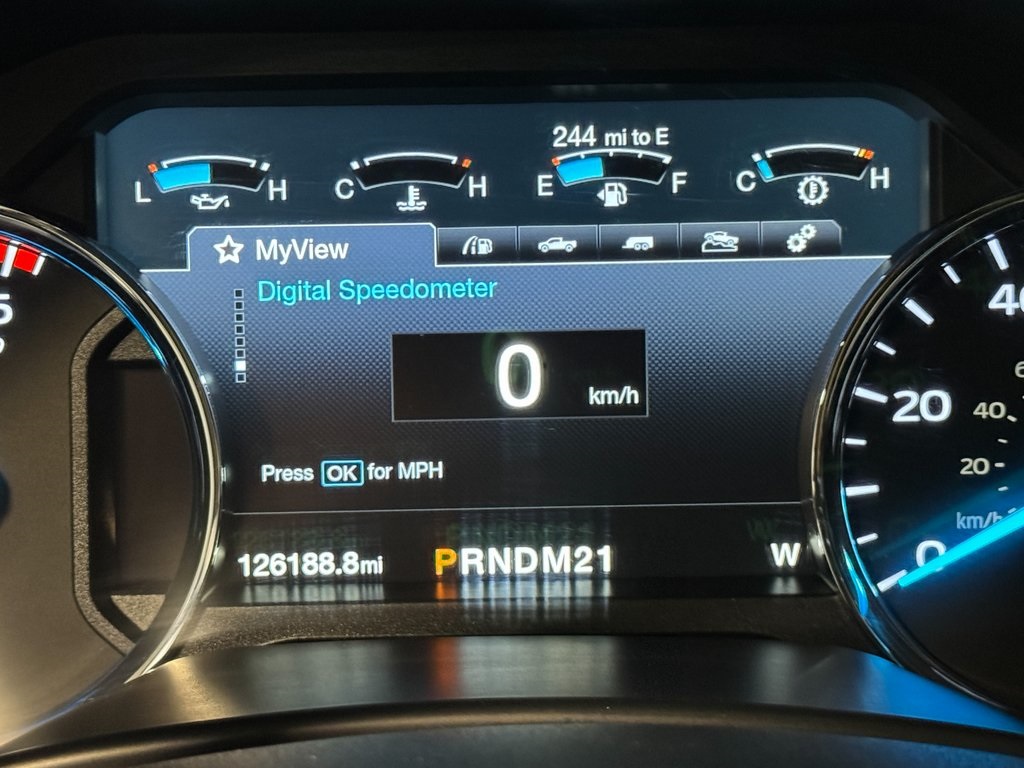 244 mi to E
L H
C H
E F
C H
MyView
Digital Speedometer
0 km/h
Press OK for MPH
126188.8mi PRNDM21 W
5
40
20
0
40
20
km/h